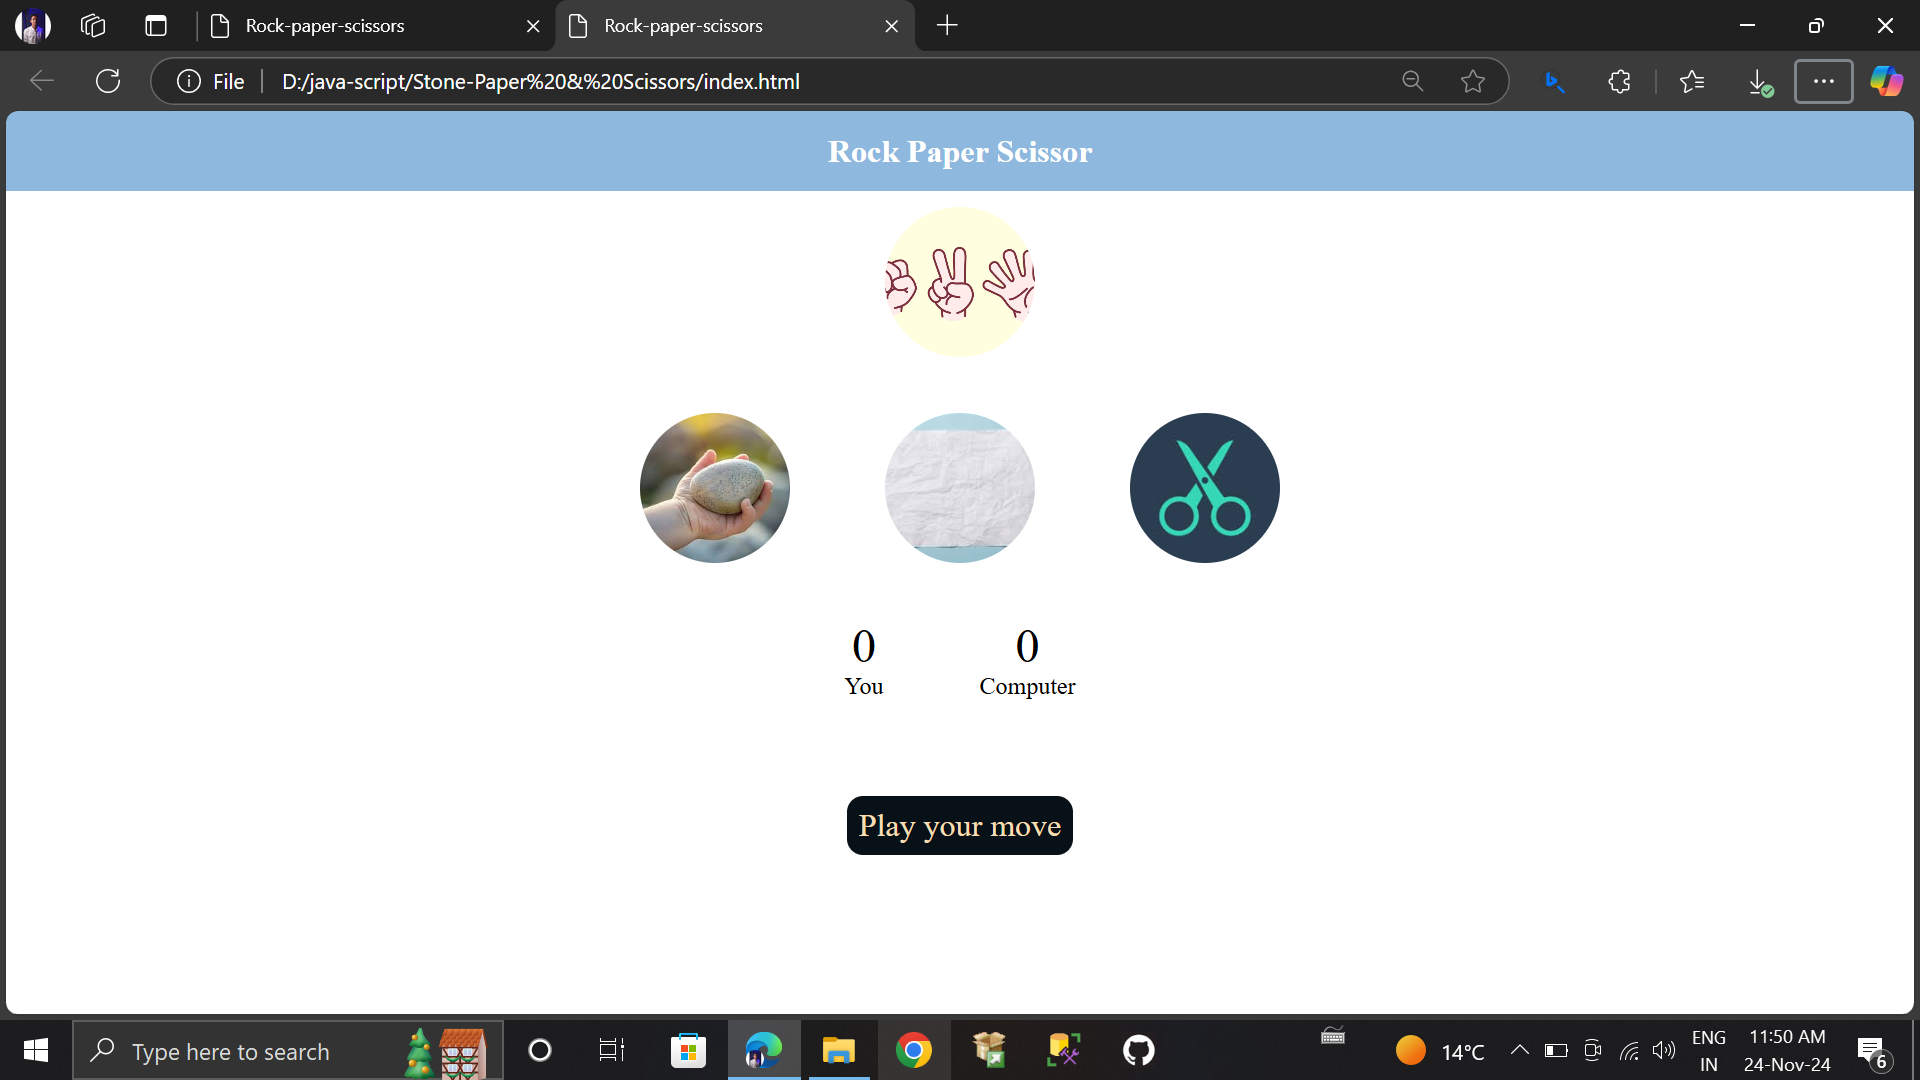 Rock-paper-scissors
Rock-paper-scissors
File
D:/java-script/Stone-Paper%20&%20Scissors/index.html
Rock Paper Scissor
0
0
You
Computer
Play your move
Type here to search
14°C
ENG
IN
11:50 AM
24-Nov-24
6